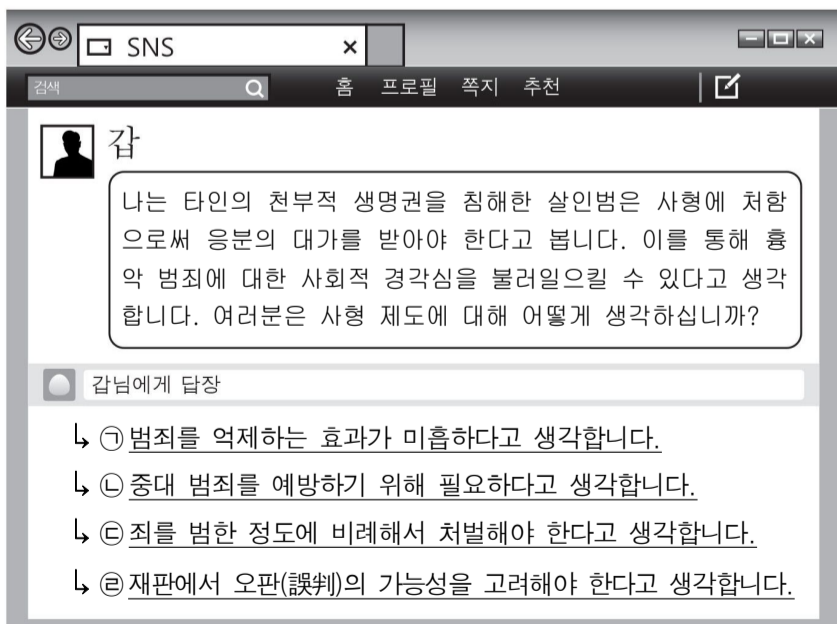 SNS
검색 홈 프로필 쪽지 추천
갑
나는 타인의 천부적 생명권을 침해한 살인범은 사형에 처함
으로써 응분의 대가를 받아야 한다고 봅니다. 이를 통해 흉
악 범죄에 대한 사회적 경각심을 불러일으킬 수 있다고 생각
합니다. 여러분은 사형 제도에 대해 어떻게 생각하십니까?
갑님에게 답장
㉠ 범죄를 억제하는 효과가 미흡하다고 생각합니다.
㉡ 중대 범죄를 예방하기 위해 필요하다고 생각합니다.
㉢ 죄를 범한 정도에 비례해서 처벌해야 한다고 생각합니다.
㉣ 재판에서 오판(誤判)의 가능성을 고려해야 한다고 생각합니다.